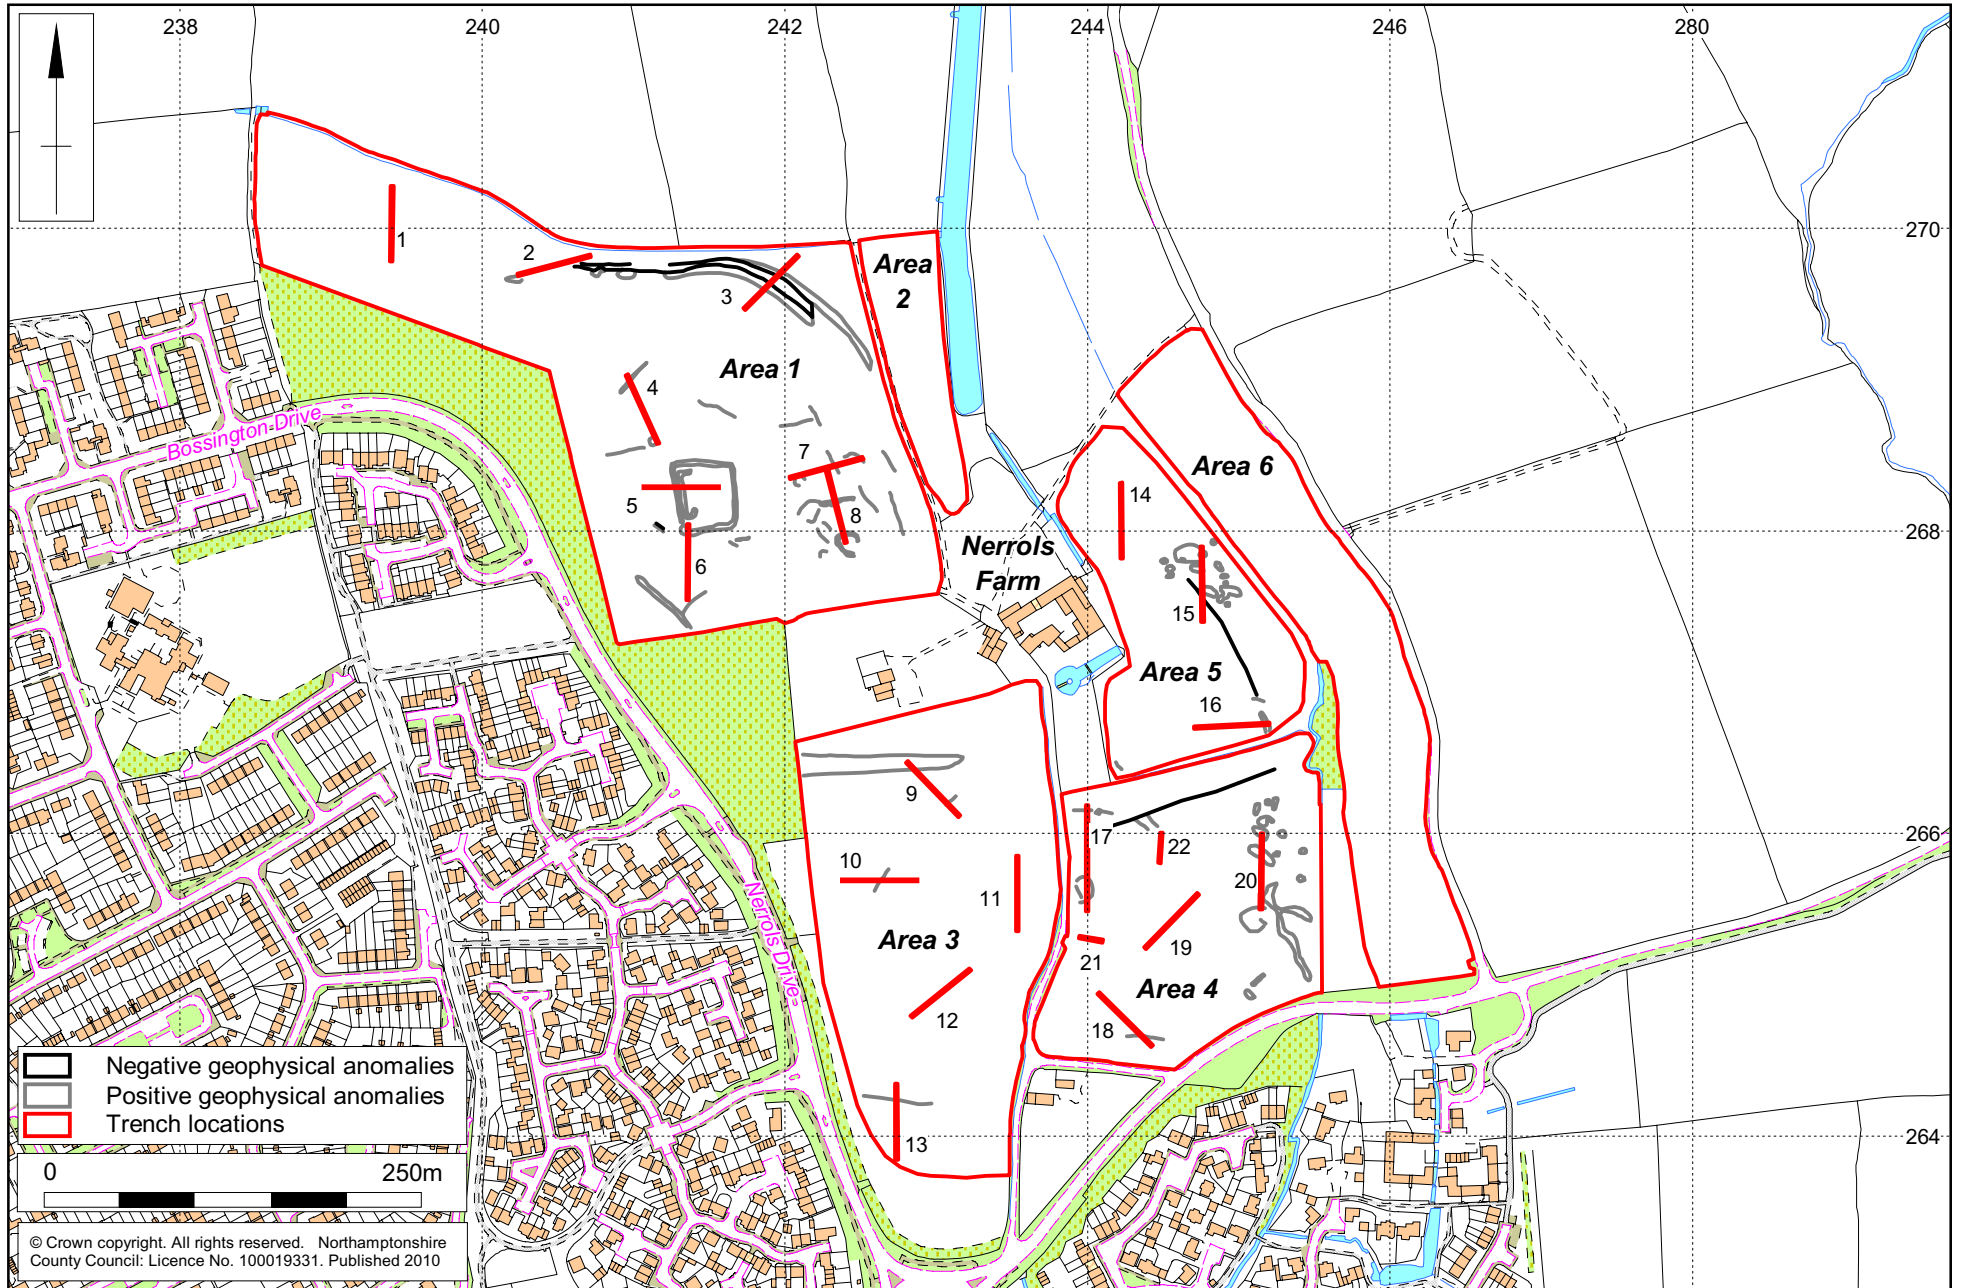 238
240
242
244
246
280
270
268
266
264
1
2
3
Area 2
Area 1
4
5
6
7
8
Bossington Drive
Area 6
14
Nerrols
Farm
15
Area 5
16
9
10
11
Area 3
12
13
17
22
20
19
21
Area 4
18
Nerrols Drive
Negative geophysical anomalies
Positive geophysical anomalies
Trench locations
0 250m
© Crown copyright. All rights reserved. Northamptonshire
County Council: Licence No. 100019331. Published 2010